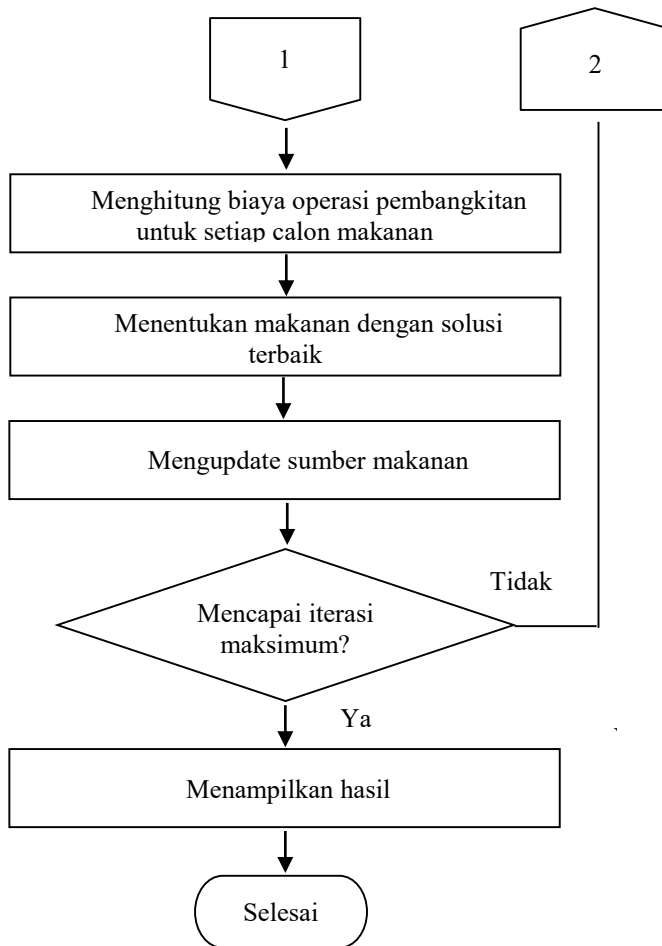 1
2
Menghitung biaya operasi pembangkitan
untuk setiap calon makanan
Menentukan makanan dengan solusi
terbaik
Mengupdate sumber makanan
Tidak
Mencapai iterasi
maksimum?
Ya
Menampilkan hasil
Selesai